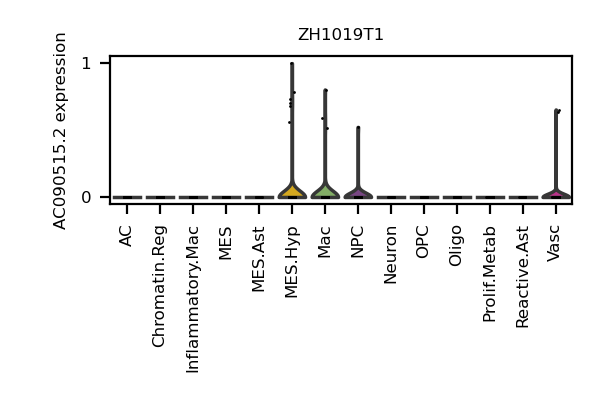 ZH1019T1
AC090515.2 expression
1
0
AC
Chromatin.Reg
Inflammatory.Mac
MES
MES.Ast
MES.Hyp
Mac
NPC
Neuron
OPC
Oligo
Prolif.Metab
Reactive.Ast
Vasc